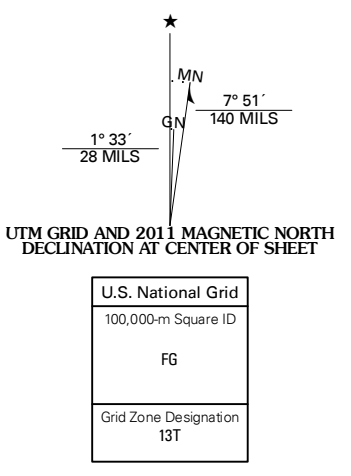 ★
MN
7° 51´
140 MILS
GN
1° 33´
28 MILS
UTM GRID AND 2011 MAGNETIC NORTH
DECLINATION AT CENTER OF SHEET
U.S. National Grid
100,000-m Square ID
FG
Grid Zone Designation
13T